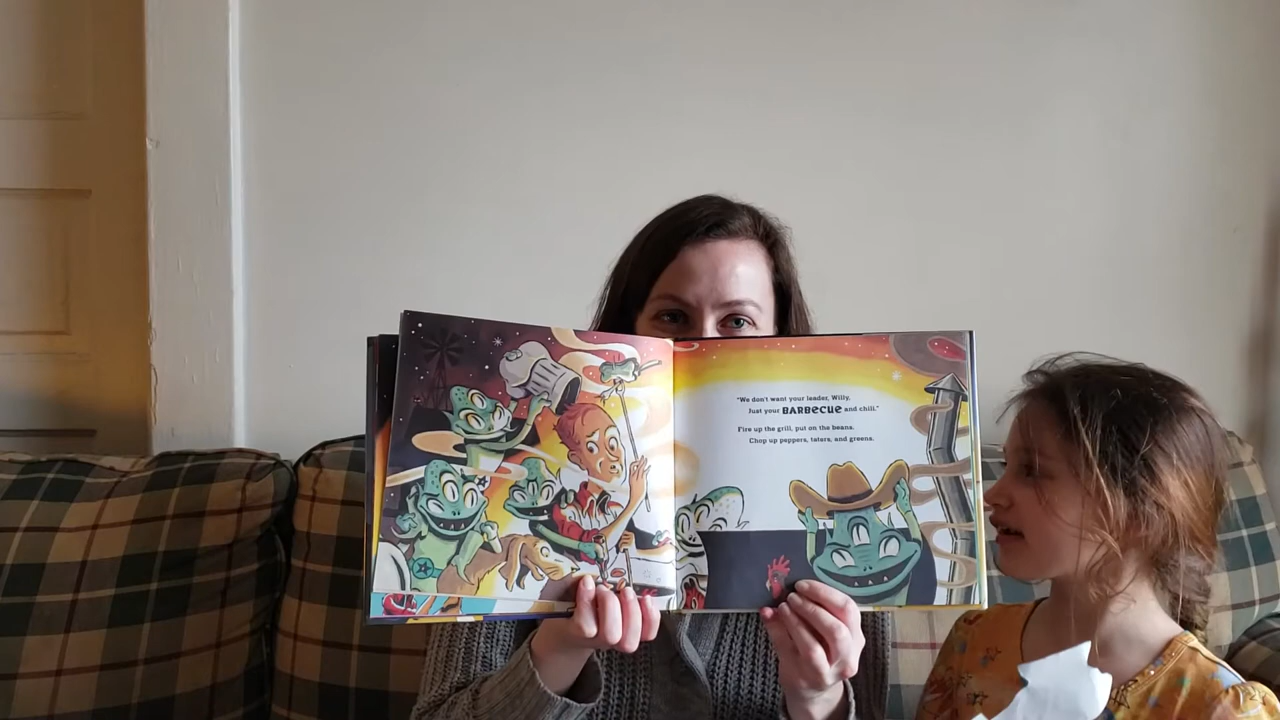 “We don’t want your leader, Willy,
Just your BARBECUE and chili.”
Fire up the grill, put on the beans.
Chop up peppers, taters, and greens.